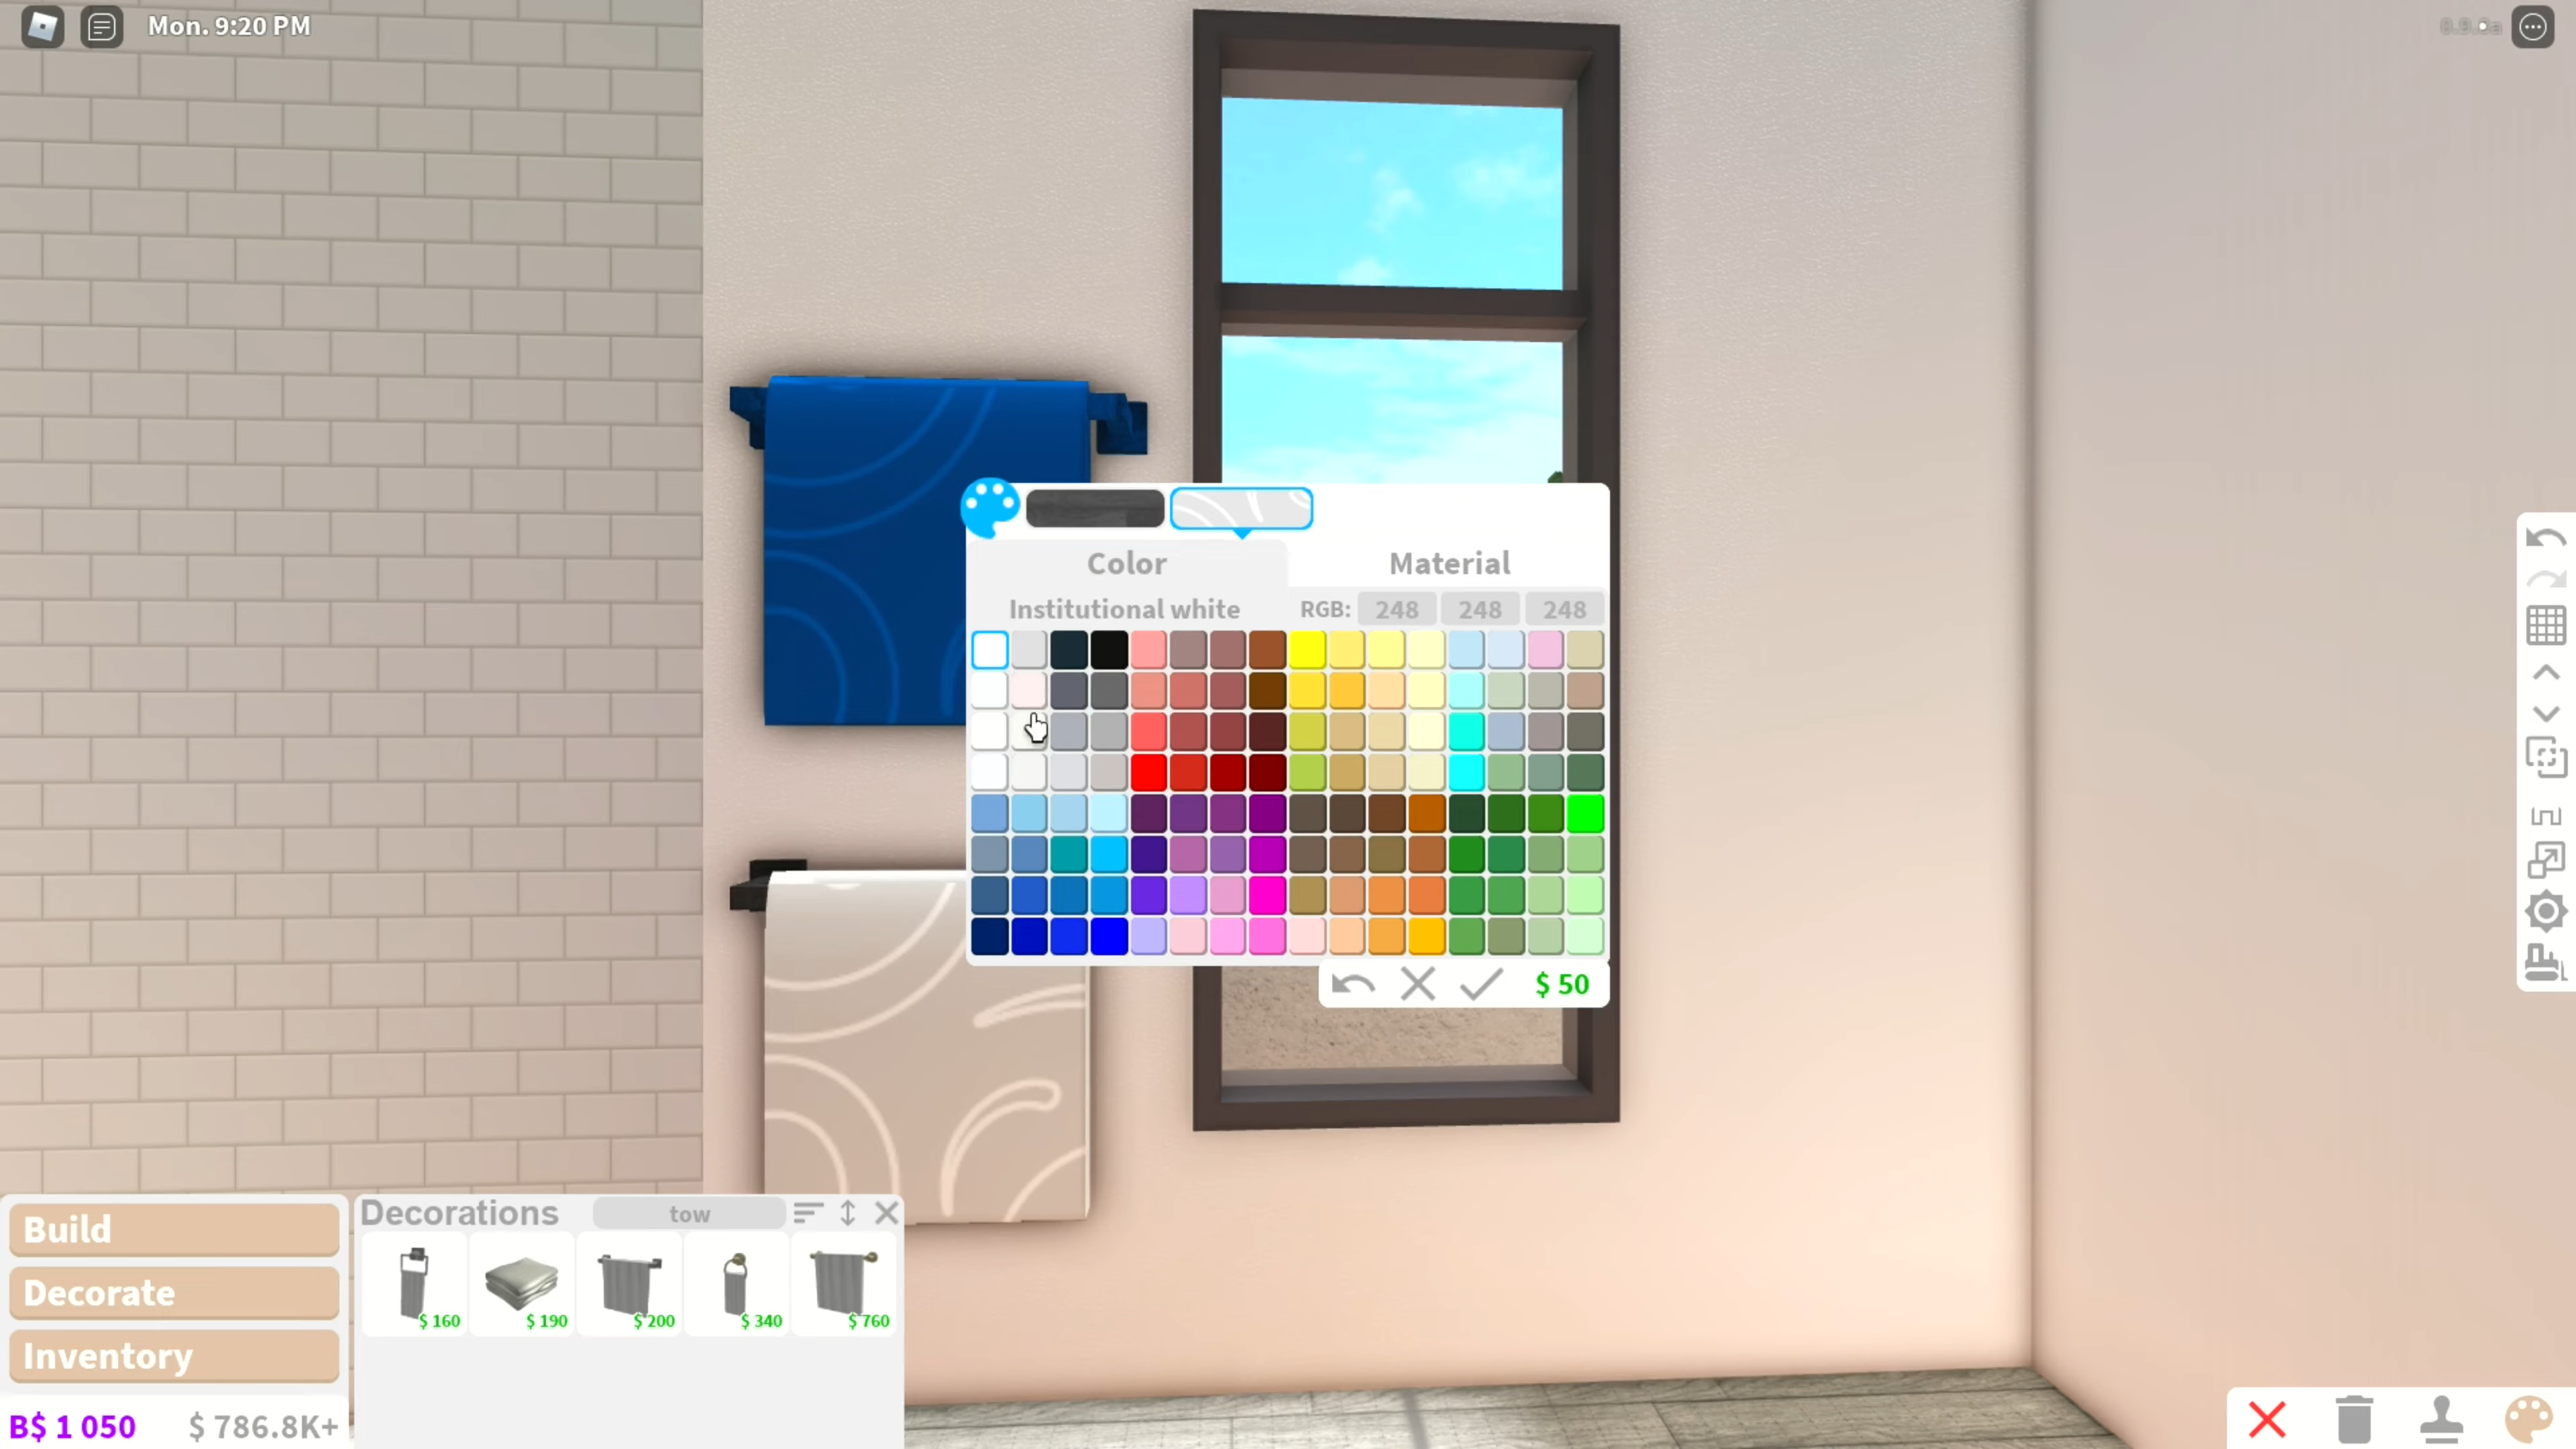 Mon. 9:20 PM
Color
Material
Institutional white
RGB: 248 248 248
$ 50
Build
Decorate
Inventory
B$ 1 050
$ 786.8K+
Decorations
tow
$ 160
$ 190
$ 200
$ 340
$ 760